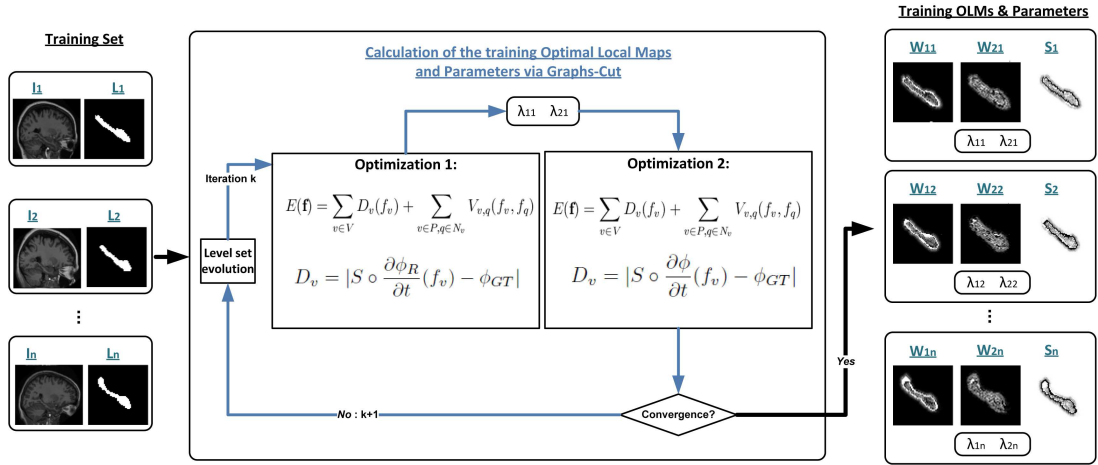 Training Set
I1 L1
I2 L2
⋮
In Ln
Calculation of the training Optimal Local Maps
and Parameters via Graphs-Cut
λ11 λ21
Iteration k
Level set
evolution
Optimization 1:
E(f) = ∑v∈V Dv(fv) + ∑v∈P,q∈Nv Vv,q(fv, fq)
Dv = |S ∘ ∂ϕR/∂t (fv) − ϕGT|
Optimization 2:
E(f) = ∑v∈V Dv(fv) + ∑v∈P,q∈Nv Vv,q(fv, fq)
Dv = |S ∘ ∂ϕ/∂t (fv) − ϕGT|
Convergence?
No : k+1
Yes
Training OLMs & Parameters
W11 W21 S1
λ11 λ21
W12 W22 S2
λ12 λ22
⋮
W1n W2n Sn
λ1n λ2n